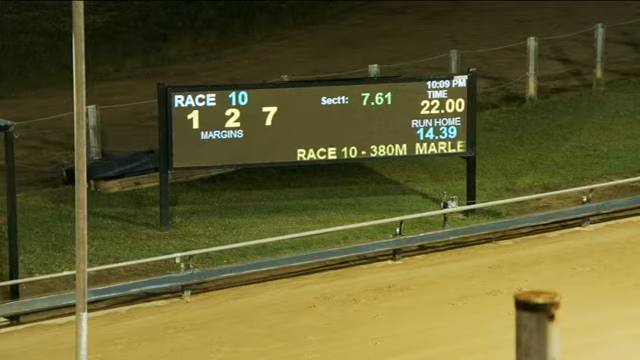 RACE 10 Sect1: 7.61 10:09 PM
TIME
1 2 7 22.00
MARGINS RUN HOME
14.39
RACE 10 - 380M MARLE